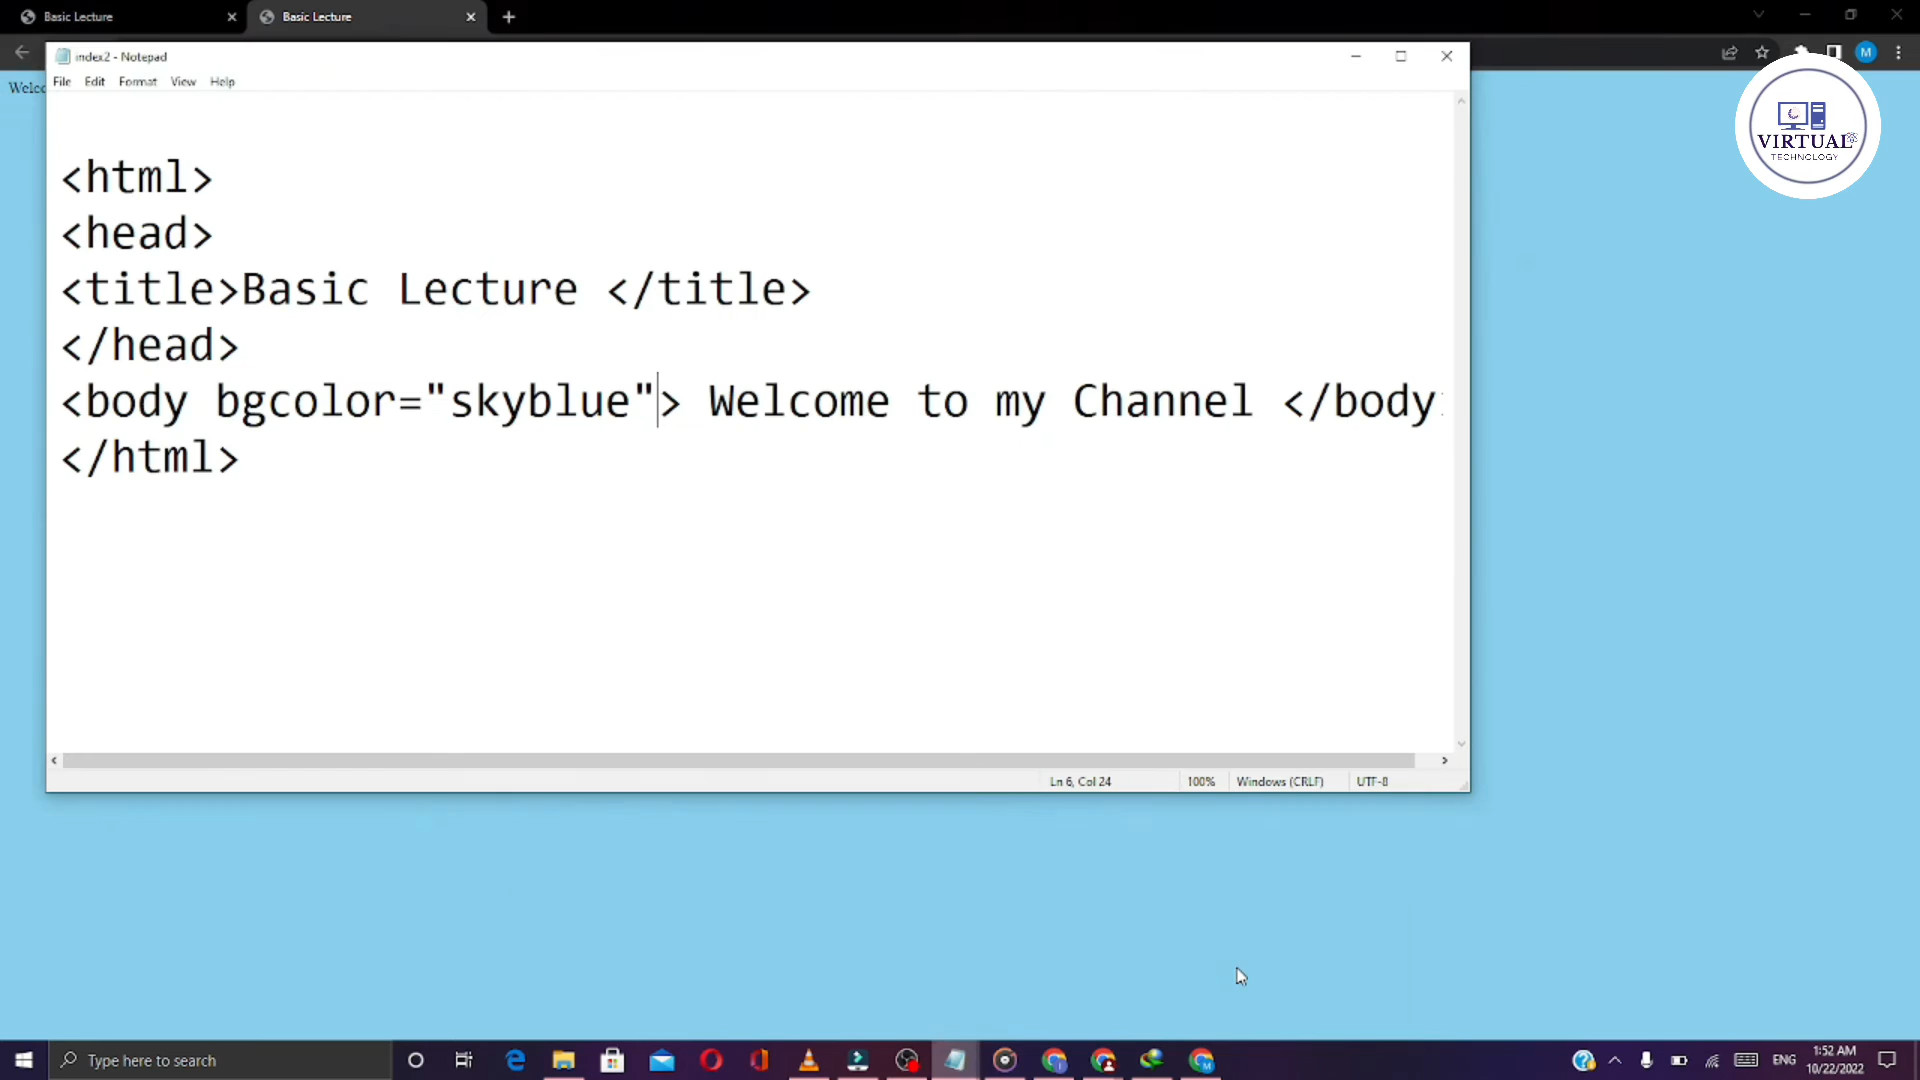 Basic Lecture
Basic Lecture
index2 - Notepad
File Edit Format View Help
Welco
VIRTUAL
TECHNOLOGY
<html>
<head>
<title>Basic Lecture </title>
</head>
<body bgcolor="skyblue"> Welcome to my Channel </body
</html>
Ln 6, Col 24 100% Windows (CRLF) UTF-8
Type here to search
ENG
1:52 AM
10/22/2022
M